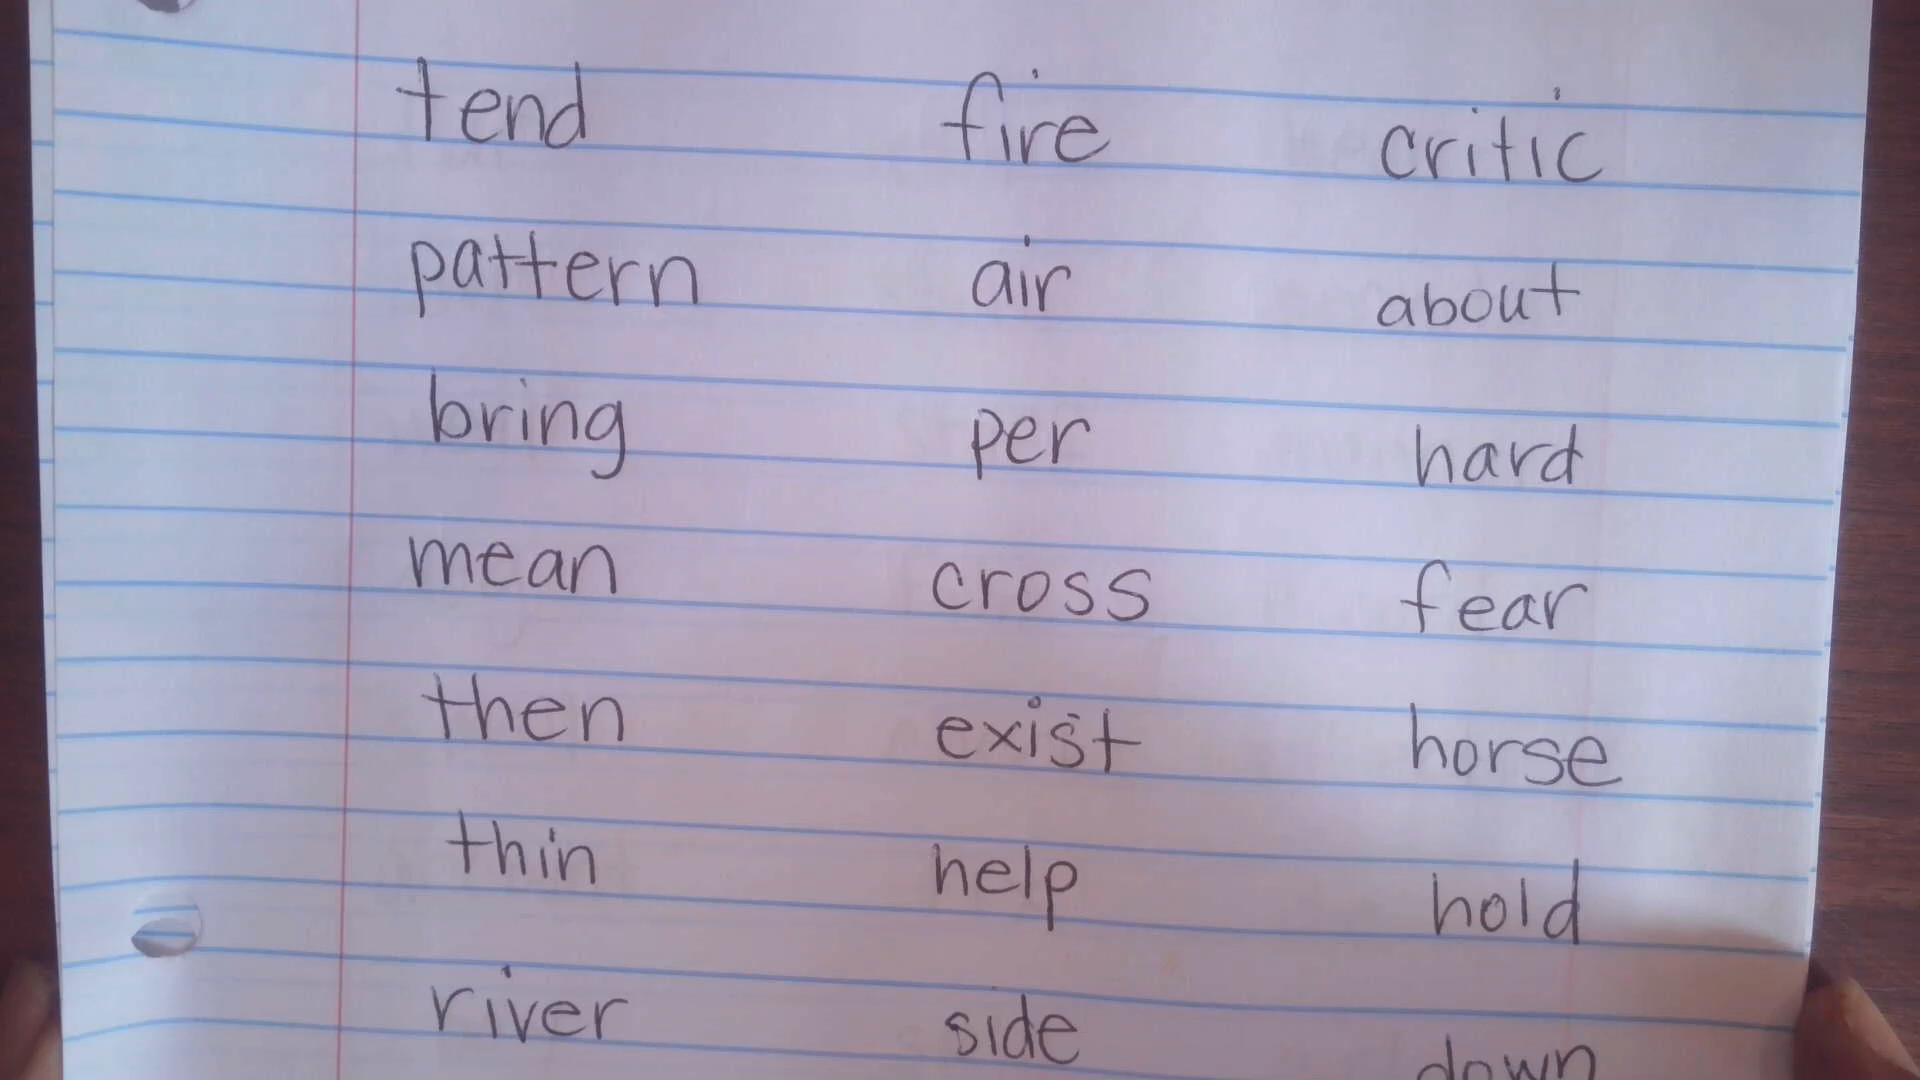 tend fire critic
pattern air about
bring per hard
mean cross fear
then exist horse
thin help hold
river side down